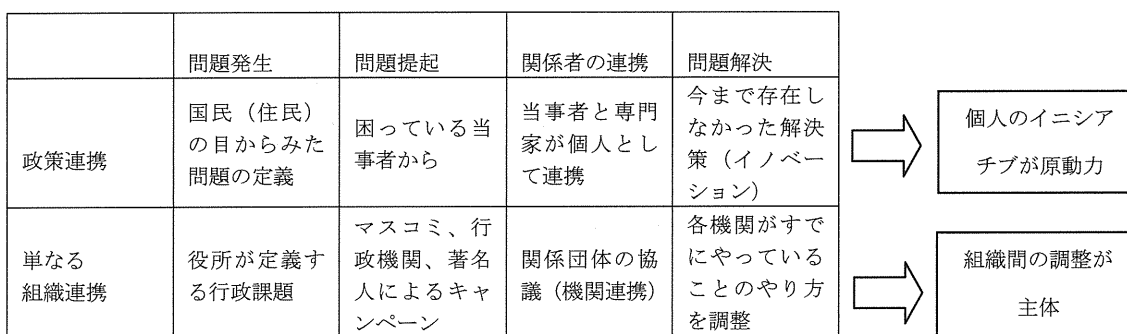 問題発生
問題提起
関係者の連携
問題解決
政策連携
国民（住民）
の目からみた
問題の定義
困っている当
事者から
当事者と専門
家が個人とし
て連携
今まで存在し
なかった解決
策（イノベー
ション）
個人のイニシア
チブが原動力
単なる
組織連携
役所が定義す
る行政課題
マスコミ、行
政機関、著名
人によるキャ
ンペーン
関係団体の協
議（機関連携）
各機関がすで
にやっている
ことのやり方
を調整
組織間の調整が
主体